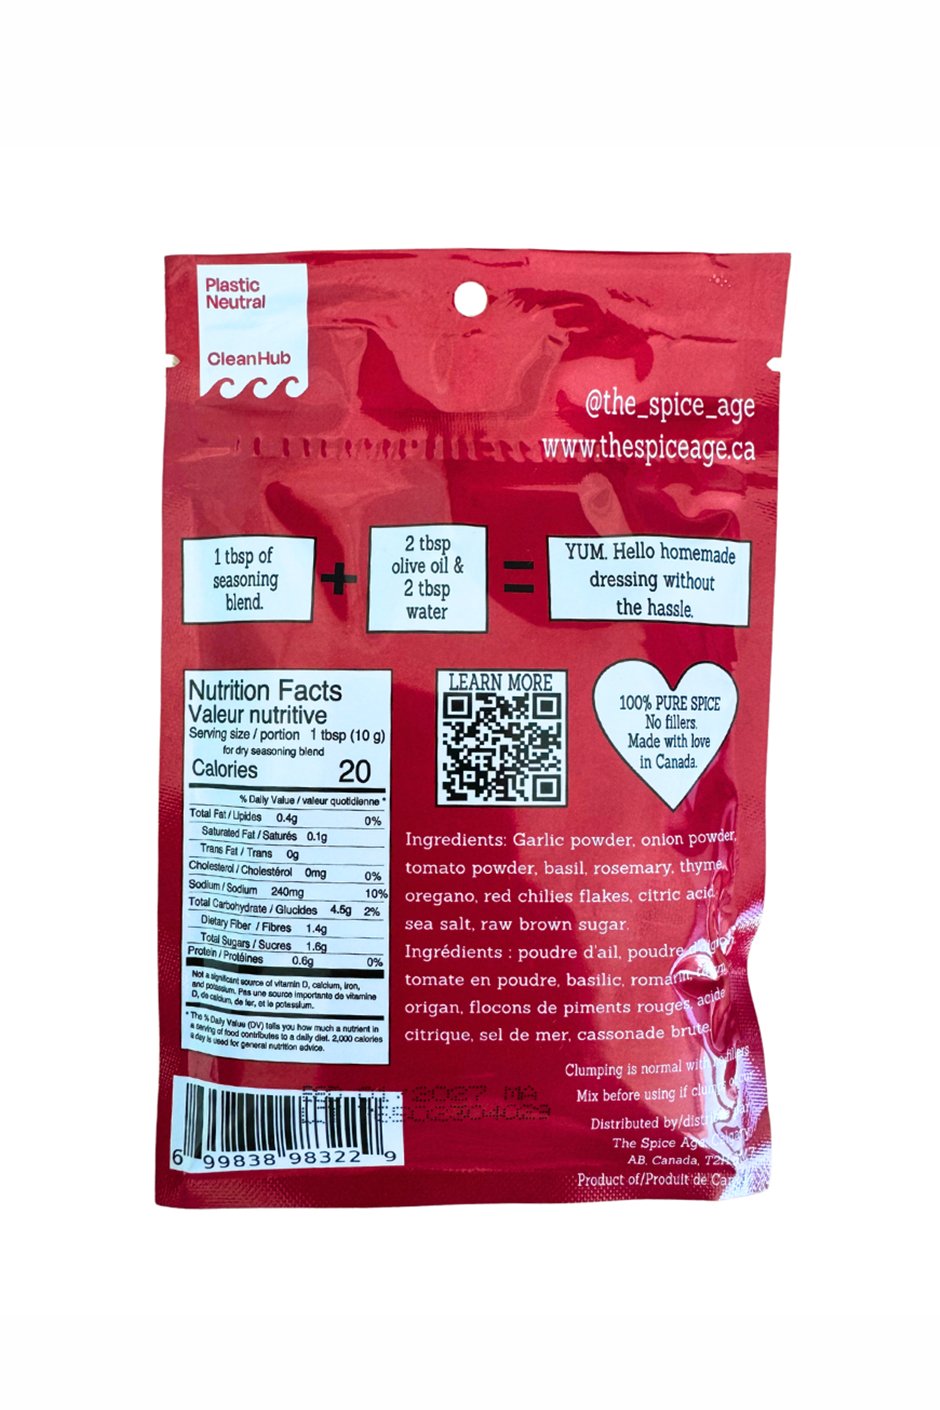 Plastic
Neutral
CleanHub
@the_spice_age
www.thespiceage.ca
1 tbsp of
seasoning
blend.
+
2 tbsp
olive oil &
2 tbsp
water
=
YUM. Hello homemade
dressing without
the hassle.
Nutrition Facts
Valeur nutritive
Serving size / portion 1 tbsp (10 g)
for dry seasoning blend
Calories 20
% Daily Value / valeur quotidienne *
Total Fat / Lipides 0.4g 0%
Saturated Fat / Saturés 0.1g
Trans Fat / Trans 0g
Cholesterol / Cholestérol 0mg 0%
Sodium / Sodium 240mg 10%
Total Carbohydrate / Glucides 4.5g 2%
Dietary Fiber / Fibres 1.4g
Total Sugars / Sucres 1.6g
Protein / Protéines 0.6g 0%
Not a significant source of vitamin D, calcium, iron,
and potassium. Pas une source importante de vitamine
D, de calcium, de fer, et le potassium.
* The % Daily Value (DV) tells you how much a nutrient in
a serving of food contributes to a daily diet. 2,000 calories
a day is used for general nutrition advice.
LEARN MORE
100% PURE SPICE
No fillers.
Made with love
in Canada.
Ingredients: Garlic powder, onion powder,
tomato powder, basil, rosemary, thyme,
oregano, red chilies flakes, citric acid,
sea salt, raw brown sugar.
Ingrédients : poudre d'ail, poudre
tomate en poudre, basilic, romarin,
origan, flocons de piments rouges, acide
citrique, sel de mer, cassonade brute.
Clumping is normal with
Mix before using if
Distributed by/
The Spice Age
AB. Canada,
Product of/Produit de
2027 MA
6 99838 98322 9